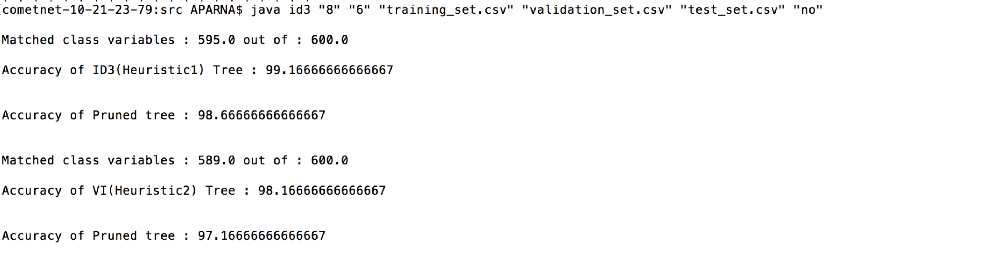 cometnet-10-21-23-79:src APARNA$ java id3 "8" "6" "training_set.csv" "validation_set.csv" "test_set.csv" "no"
Matched class variables : 595.0 out of : 600.0
Accuracy of ID3(Heuristic1) Tree : 99.16666666666667
Accuracy of Pruned tree : 98.66666666666667
Matched class variables : 589.0 out of : 600.0
Accuracy of VI(Heuristic2) Tree : 98.16666666666667
Accuracy of Pruned tree : 97.16666666666667